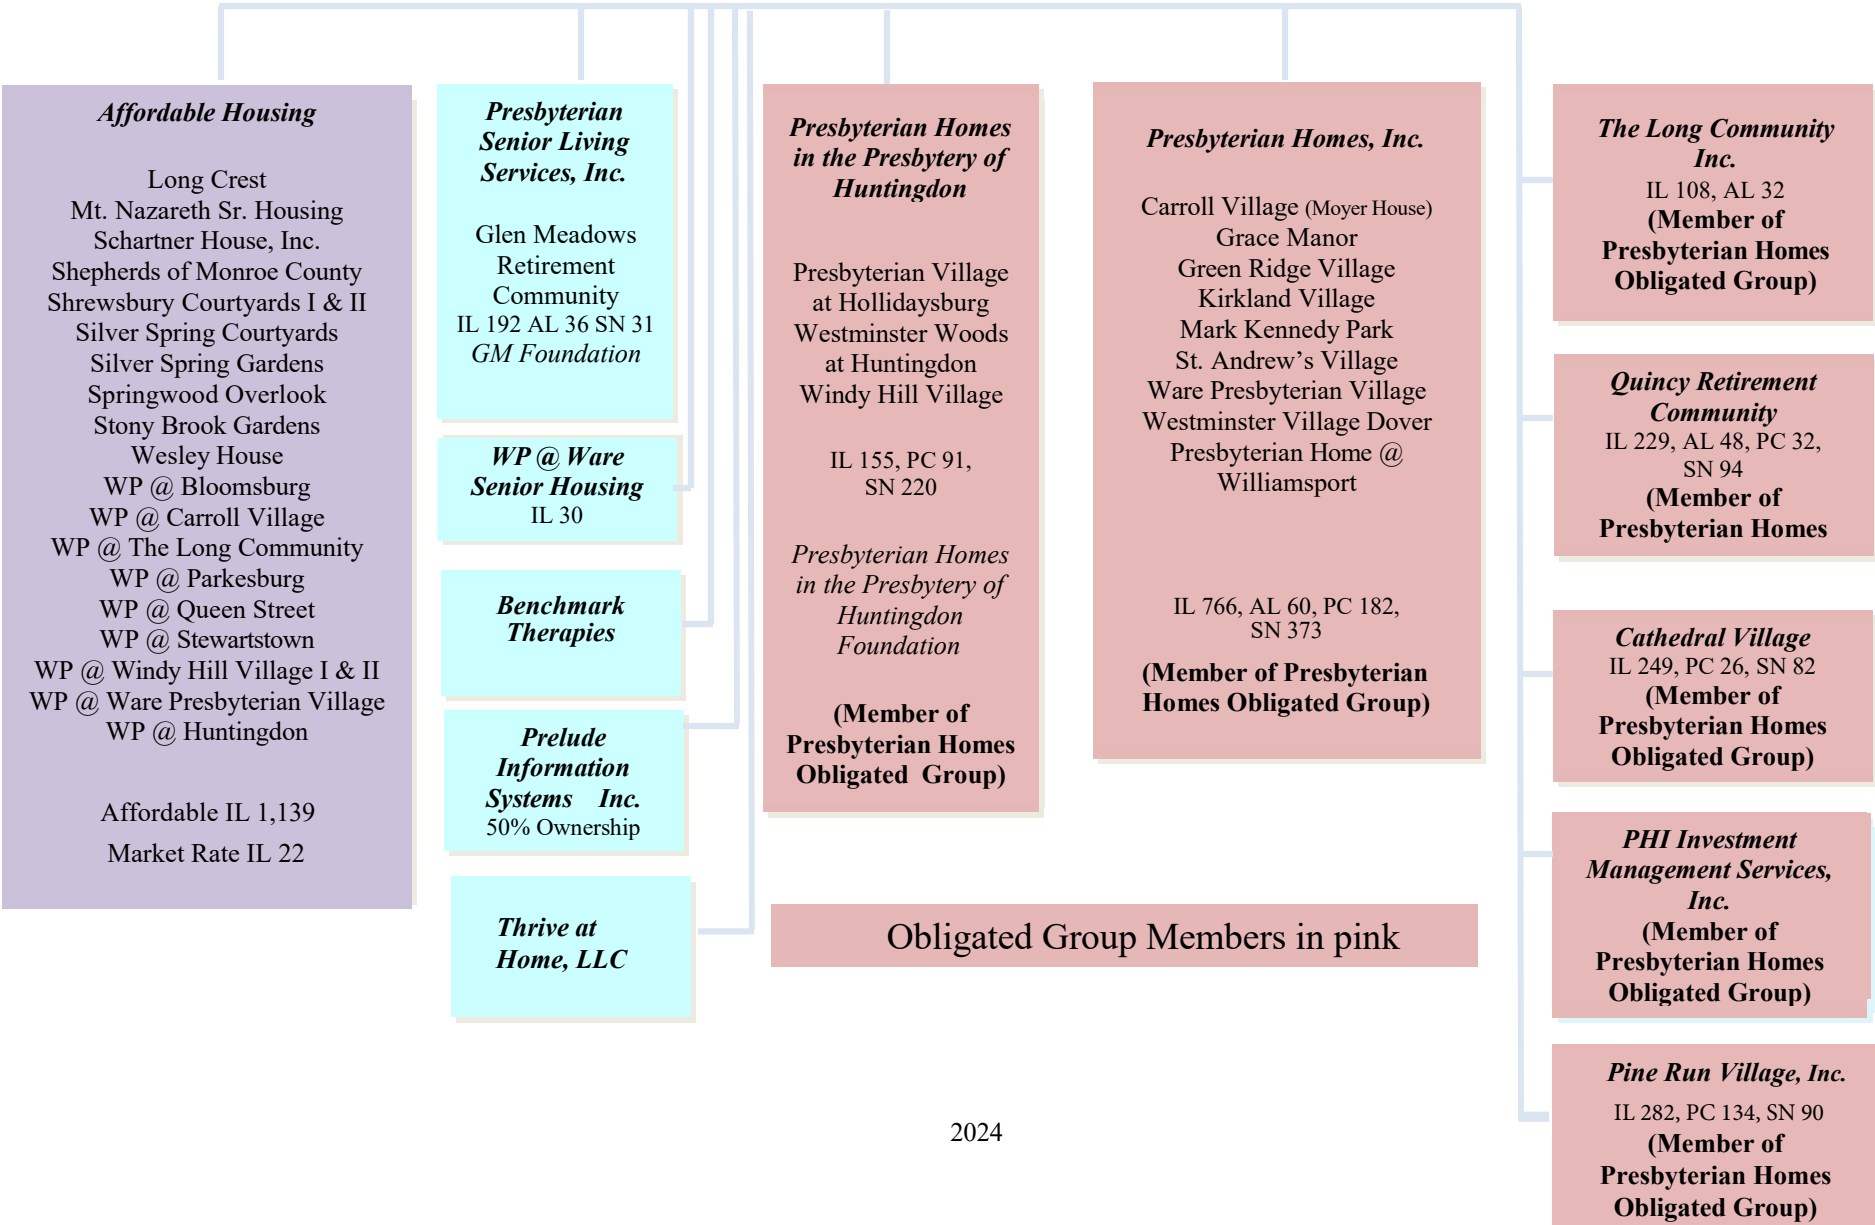 Affordable Housing
Long Crest
Mt. Nazareth Sr. Housing
Schartner House, Inc.
Shepherds of Monroe County
Shrewsbury Courtyards I & II
Silver Spring Courtyards
Silver Spring Gardens
Springwood Overlook
Stony Brook Gardens
Wesley House
WP @ Bloomsburg
WP @ Carroll Village
WP @ The Long Community
WP @ Parkesburg
WP @ Queen Street
WP @ Stewartstown
WP @ Windy Hill Village I & II
WP @ Ware Presbyterian Village
WP @ Huntingdon
Affordable IL 1,139
Market Rate IL 22
Presbyterian
Senior Living
Services, Inc.
Glen Meadows
Retirement
Community
IL 192 AL 36 SN 31
GM Foundation
WP @ Ware
Senior Housing
IL 30
Benchmark
Therapies
Prelude
Information
Systems Inc.
50% Ownership
Thrive at
Home, LLC
Presbyterian Homes
in the Presbytery of
Huntingdon
Presbyterian Village
at Hollidaysburg
Westminster Woods
at Huntingdon
Windy Hill Village
IL 155, PC 91,
SN 220
Presbyterian Homes
in the Presbytery of
Huntingdon
Foundation
(Member of
Presbyterian Homes
Obligated Group)
Presbyterian Homes, Inc.
Carroll Village (Moyer House)
Grace Manor
Green Ridge Village
Kirkland Village
Mark Kennedy Park
St. Andrew’s Village
Ware Presbyterian Village
Westminster Village Dover
Presbyterian Home @
Williamsport
IL 766, AL 60, PC 182,
SN 373
(Member of Presbyterian
Homes Obligated Group)
The Long Community
Inc.
IL 108, AL 32
(Member of
Presbyterian Homes
Obligated Group)
Quincy Retirement
Community
IL 229, AL 48, PC 32,
SN 94
(Member of
Presbyterian Homes
Cathedral Village
IL 249, PC 26, SN 82
(Member of
Presbyterian Homes
Obligated Group)
PHI Investment
Management Services,
Inc.
(Member of
Presbyterian Homes
Obligated Group)
Pine Run Village, Inc.
IL 282, PC 134, SN 90
(Member of
Presbyterian Homes
Obligated Group)
Obligated Group Members in pink
2024